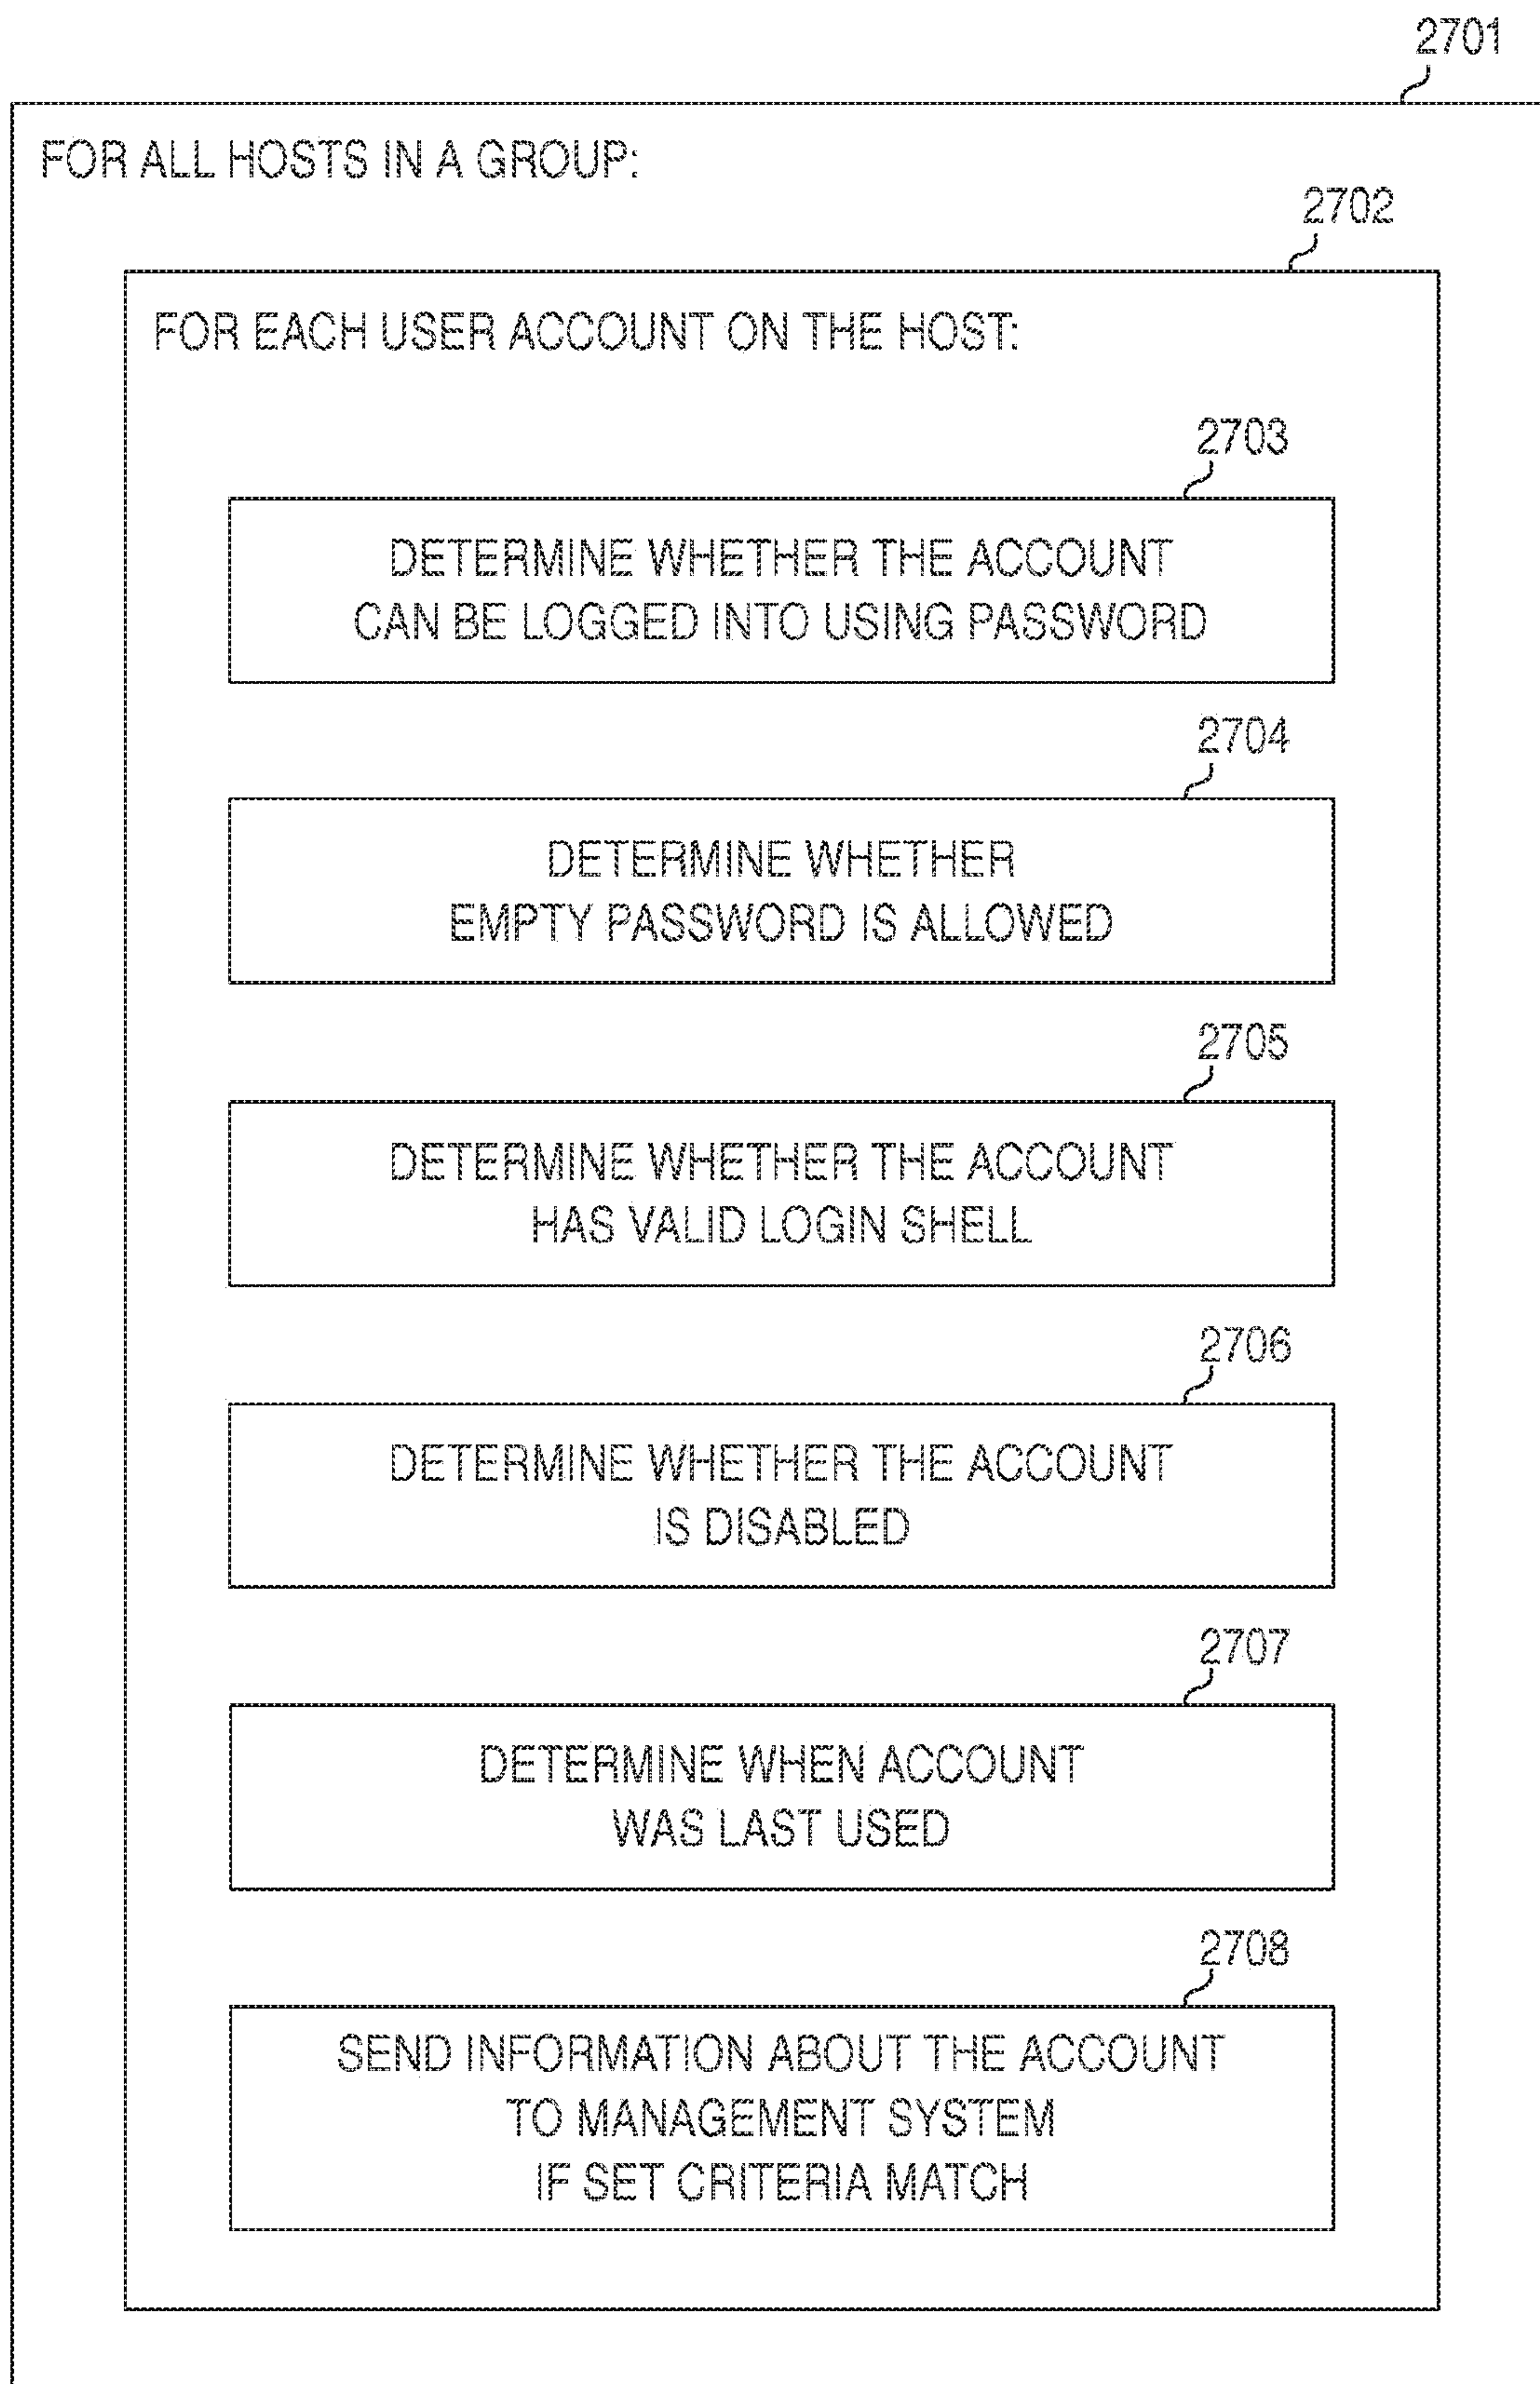 2701
FOR ALL HOSTS IN A GROUP:
2702
FOR EACH USER ACCOUNT ON THE HOST:
2703
DETERMINE WHETHER THE ACCOUNT
CAN BE LOGGED INTO USING PASSWORD
2704
DETERMINE WHETHER
EMPTY PASSWORD IS ALLOWED
2705
DETERMINE WHETHER THE ACCOUNT
HAS VALID LOGIN SHELL
2706
DETERMINE WHETHER THE ACCOUNT
IS DISABLED
2707
DETERMINE WHEN ACCOUNT
WAS LAST USED
2708
SEND INFORMATION ABOUT THE ACCOUNT
TO MANAGEMENT SYSTEM
IF SET CRITERIA MATCH